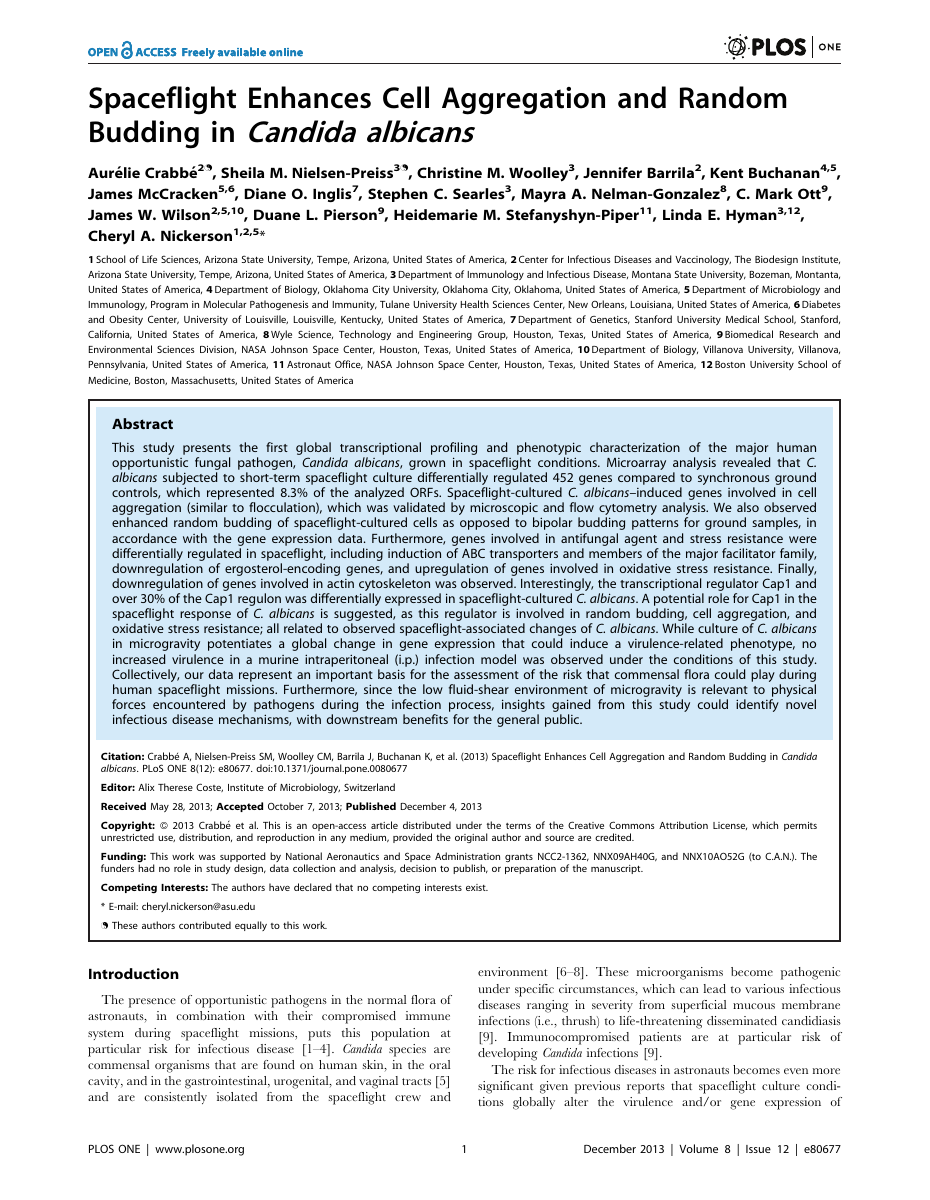 OPEN ACCESS Freely available online
PLOS ONE
Spaceflight Enhances Cell Aggregation and Random
Budding in Candida albicans
Aurélie Crabbé2, Sheila M. Nielsen-Preiss3, Christine M. Woolley3, Jennifer Barrila2, Kent Buchanan4,5,
James McCracken5,6, Diane O. Inglis7, Stephen C. Searles3, Mayra A. Nelman-Gonzalez8, C. Mark Ott9,
James W. Wilson2,5,10, Duane L. Pierson9, Heidemarie M. Stefanyshyn-Piper11, Linda E. Hyman3,12,
Cheryl A. Nickerson1,2,5*
1 School of Life Sciences, Arizona State University, Tempe, Arizona, United States of America, 2 Center for Infectious Diseases and Vaccinology, The Biodesign Institute,
Arizona State University, Tempe, Arizona, United States of America, 3 Department of Immunology and Infectious Disease, Montana State University, Bozeman, Montanta,
United States of America, 4 Department of Biology, Oklahoma City University, Oklahoma City, Oklahoma, United States of America, 5 Department of Microbiology and
Immunology, Program in Molecular Pathogenesis and Immunity, Tulane University Health Sciences Center, New Orleans, Louisiana, United States of America, 6 Diabetes
and Obesity Center, University of Louisville, Louisville, Kentucky, United States of America, 7 Department of Genetics, Stanford University Medical School, Stanford,
California, United States of America, 8 Wyle Science, Technology and Engineering Group, Houston, Texas, United States of America, 9 Biomedical Research and
Environmental Sciences Division, NASA Johnson Space Center, Houston, Texas, United States of America, 10 Department of Biology, Villanova University, Villanova,
Pennsylvania, United States of America, 11 Astronaut Office, NASA Johnson Space Center, Houston, Texas, United States of America, 12 Boston University School of
Medicine, Boston, Massachusetts, United States of America
Abstract
This study presents the first global transcriptional profiling and phenotypic characterization of the major human
opportunistic fungal pathogen, Candida albicans, grown in spaceflight conditions. Microarray analysis revealed that C.
albicans subjected to short-term spaceflight culture differentially regulated 452 genes compared to synchronous ground
controls, which represented 8.3% of the analyzed ORFs. Spaceflight-cultured C. albicans–induced genes involved in cell
aggregation (similar to flocculation), which was validated by microscopic and flow cytometry analysis. We also observed
enhanced random budding of spaceflight-cultured cells as opposed to bipolar budding patterns for ground samples, in
accordance with the gene expression data. Furthermore, genes involved in antifungal agent and stress resistance were
differentially regulated in spaceflight, including induction of ABC transporters and members of the major facilitator family,
downregulation of ergosterol-encoding genes, and upregulation of genes involved in oxidative stress resistance. Finally,
downregulation of genes involved in actin cytoskeleton was observed. Interestingly, the transcriptional regulator Cap1 and
over 30% of the Cap1 regulon was differentially expressed in spaceflight-cultured C. albicans. A potential role for Cap1 in the
spaceflight response of C. albicans is suggested, as this regulator is involved in random budding, cell aggregation, and
oxidative stress resistance; all related to observed spaceflight-associated changes of C. albicans. While culture of C. albicans
in microgravity potentiates a global change in gene expression that could induce a virulence-related phenotype, no
increased virulence in a murine intraperitoneal (i.p.) infection model was observed under the conditions of this study.
Collectively, our data represent an important basis for the assessment of the risk that commensal flora could play during
human spaceflight missions. Furthermore, since the low fluid-shear environment of microgravity is relevant to physical
forces encountered by pathogens during the infection process, insights gained from this study could identify novel
infectious disease mechanisms, with downstream benefits for the general public.
Citation: Crabbé A, Nielsen-Preiss SM, Woolley CM, Barrila J, Buchanan K, et al. (2013) Spaceflight Enhances Cell Aggregation and Random Budding in Candida
albicans. PLoS ONE 8(12): e80677. doi:10.1371/journal.pone.0080677
Editor: Alix Therese Coste, Institute of Microbiology, Switzerland
Received May 28, 2013; Accepted October 7, 2013; Published December 4, 2013
Copyright: © 2013 Crabbé et al. This is an open-access article distributed under the terms of the Creative Commons Attribution License, which permits
unrestricted use, distribution, and reproduction in any medium, provided the original author and source are credited.
Funding: This work was supported by National Aeronautics and Space Administration grants NCC2-1362, NNX09AH40G, and NNX10AO52G (to C.A.N.). The
funders had no role in study design, data collection and analysis, decision to publish, or preparation of the manuscript.
Competing Interests: The authors have declared that no competing interests exist.
* E-mail: cheryl.nickerson@asu.edu
These authors contributed equally to this work.
Introduction
The presence of opportunistic pathogens in the normal flora of
astronauts, in combination with their compromised immune
system during spaceflight missions, puts this population at
particular risk for infectious disease [1–4]. Candida species are
commensal organisms that are found on human skin, in the oral
cavity, and in the gastrointestinal, urogenital, and vaginal tracts [5]
and are consistently isolated from the spaceflight crew and
environment [6–8]. These microorganisms become pathogenic
under specific circumstances, which can lead to various infectious
diseases ranging in severity from superficial mucous membrane
infections (i.e., thrush) to life-threatening disseminated candidiasis
[9]. Immunocompromised patients are at particular risk of
developing Candida infections [9].
The risk for infectious diseases in astronauts becomes even more
significant given previous reports that spaceflight culture condi-
tions globally alter the virulence and/or gene expression of
PLOS ONE | www.plosone.org
1
December 2013 | Volume 8 | Issue 12 | e80677